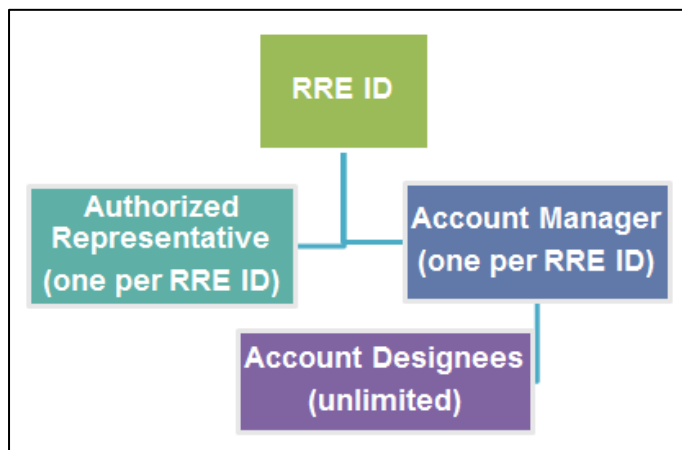 RRE ID
Authorized
Representative
(one per RRE ID)
Account Manager
(one per RRE ID)
Account Designees
(unlimited)